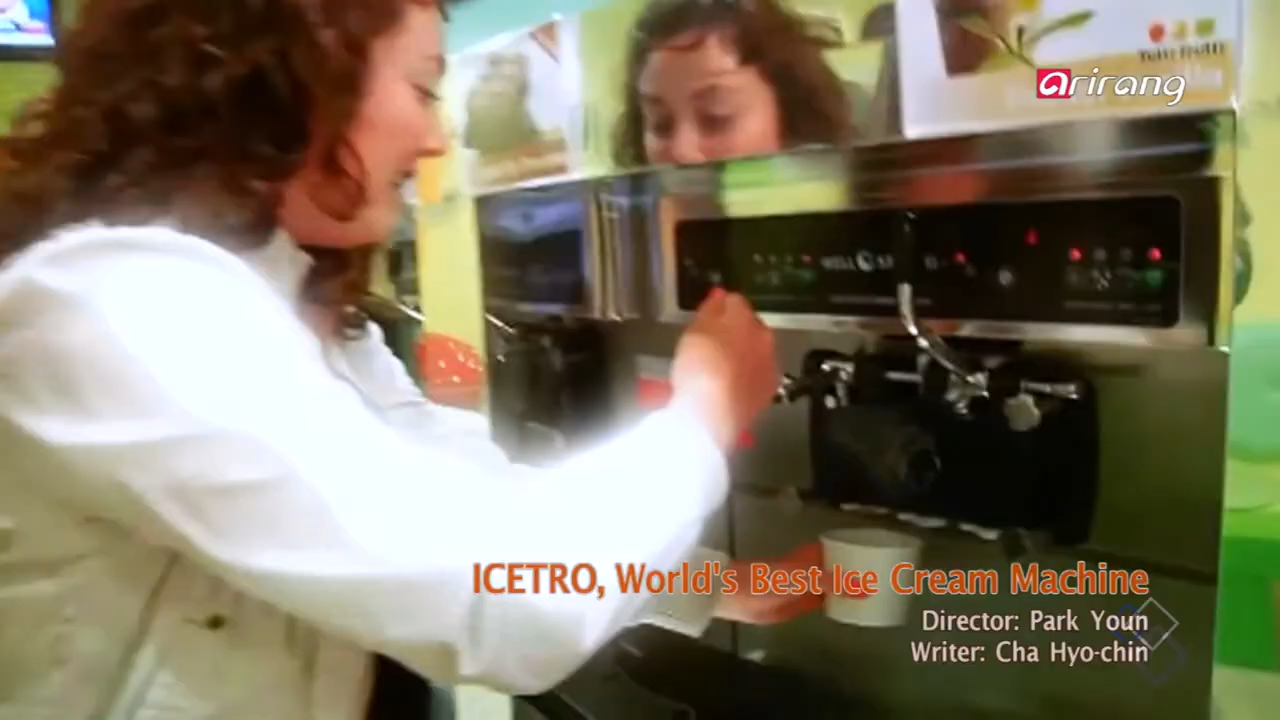 arirang
ICETRO, World's Best Ice Cream Machine
Director: Park Youn
Writer: Cha Hyo-chin